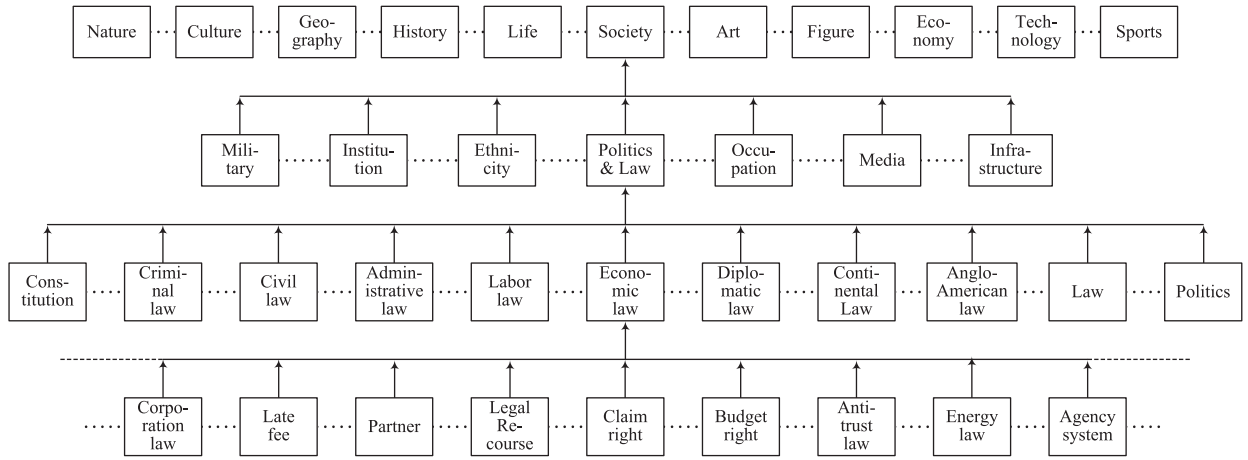 Nature
Culture
Geo-
graphy
History
Life
Society
Art
Figure
Ec-
onomy
Tech-
nology
Sports
Mili-
tary
Institu-
tion
Ethni-
city
Politics
& Law
Occu-
pation
Media
Infra-
structure
Cons-
titution
Crimi-
nal
law
Civil
law
Admin-
istrative
law
Labor
law
Econo-
mic
law
Diplo-
matic
law
Conti-
nental
Law
Anglo-
American
law
Law
Politics
Corpo-
ration
law
Late
fee
Partner
Legal
Re-
course
Claim
right
Budget
right
Anti-
trust
law
Energy
law
Agency
system